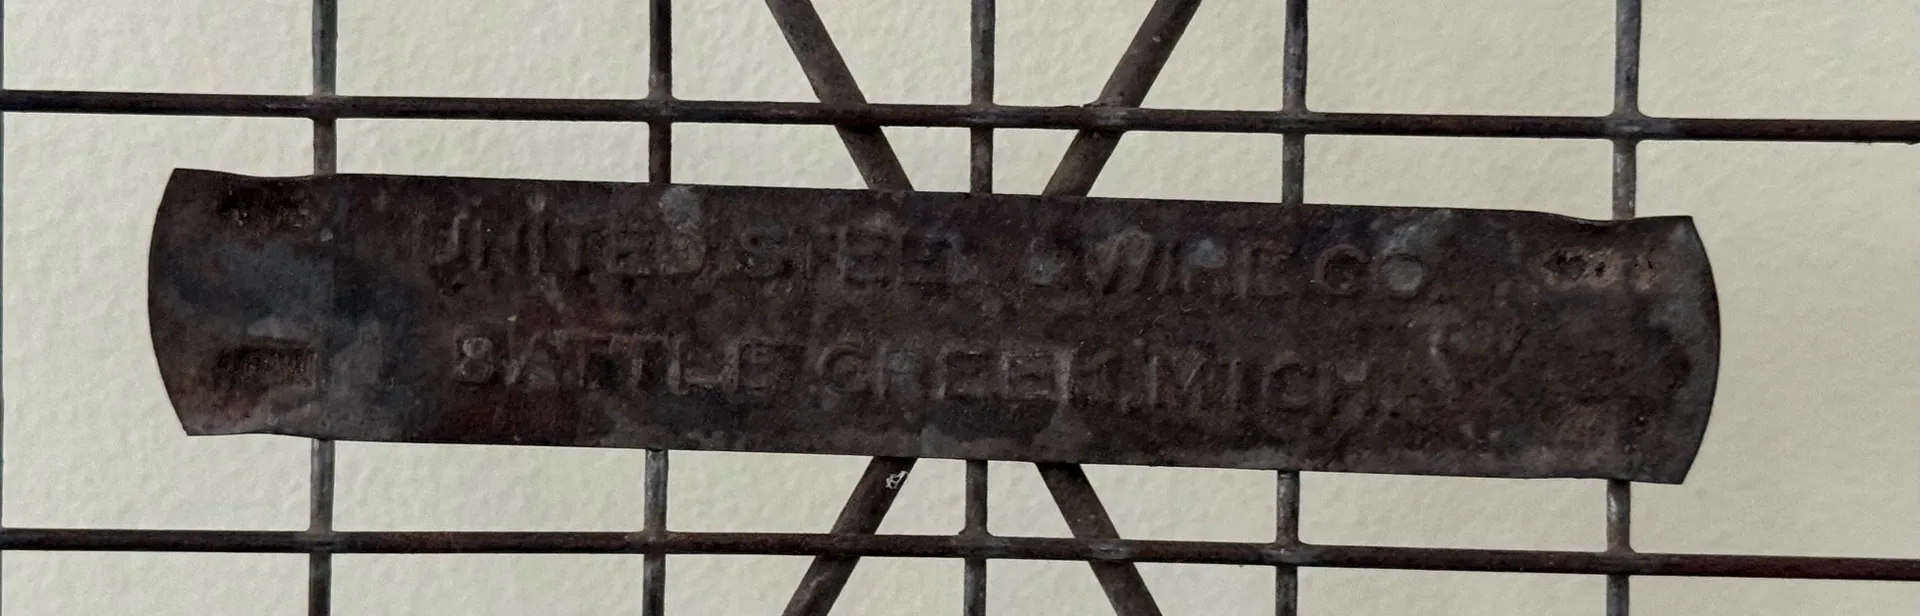 UNITED STEEL & WIRE CO
BATTLE CREEK, MICH.